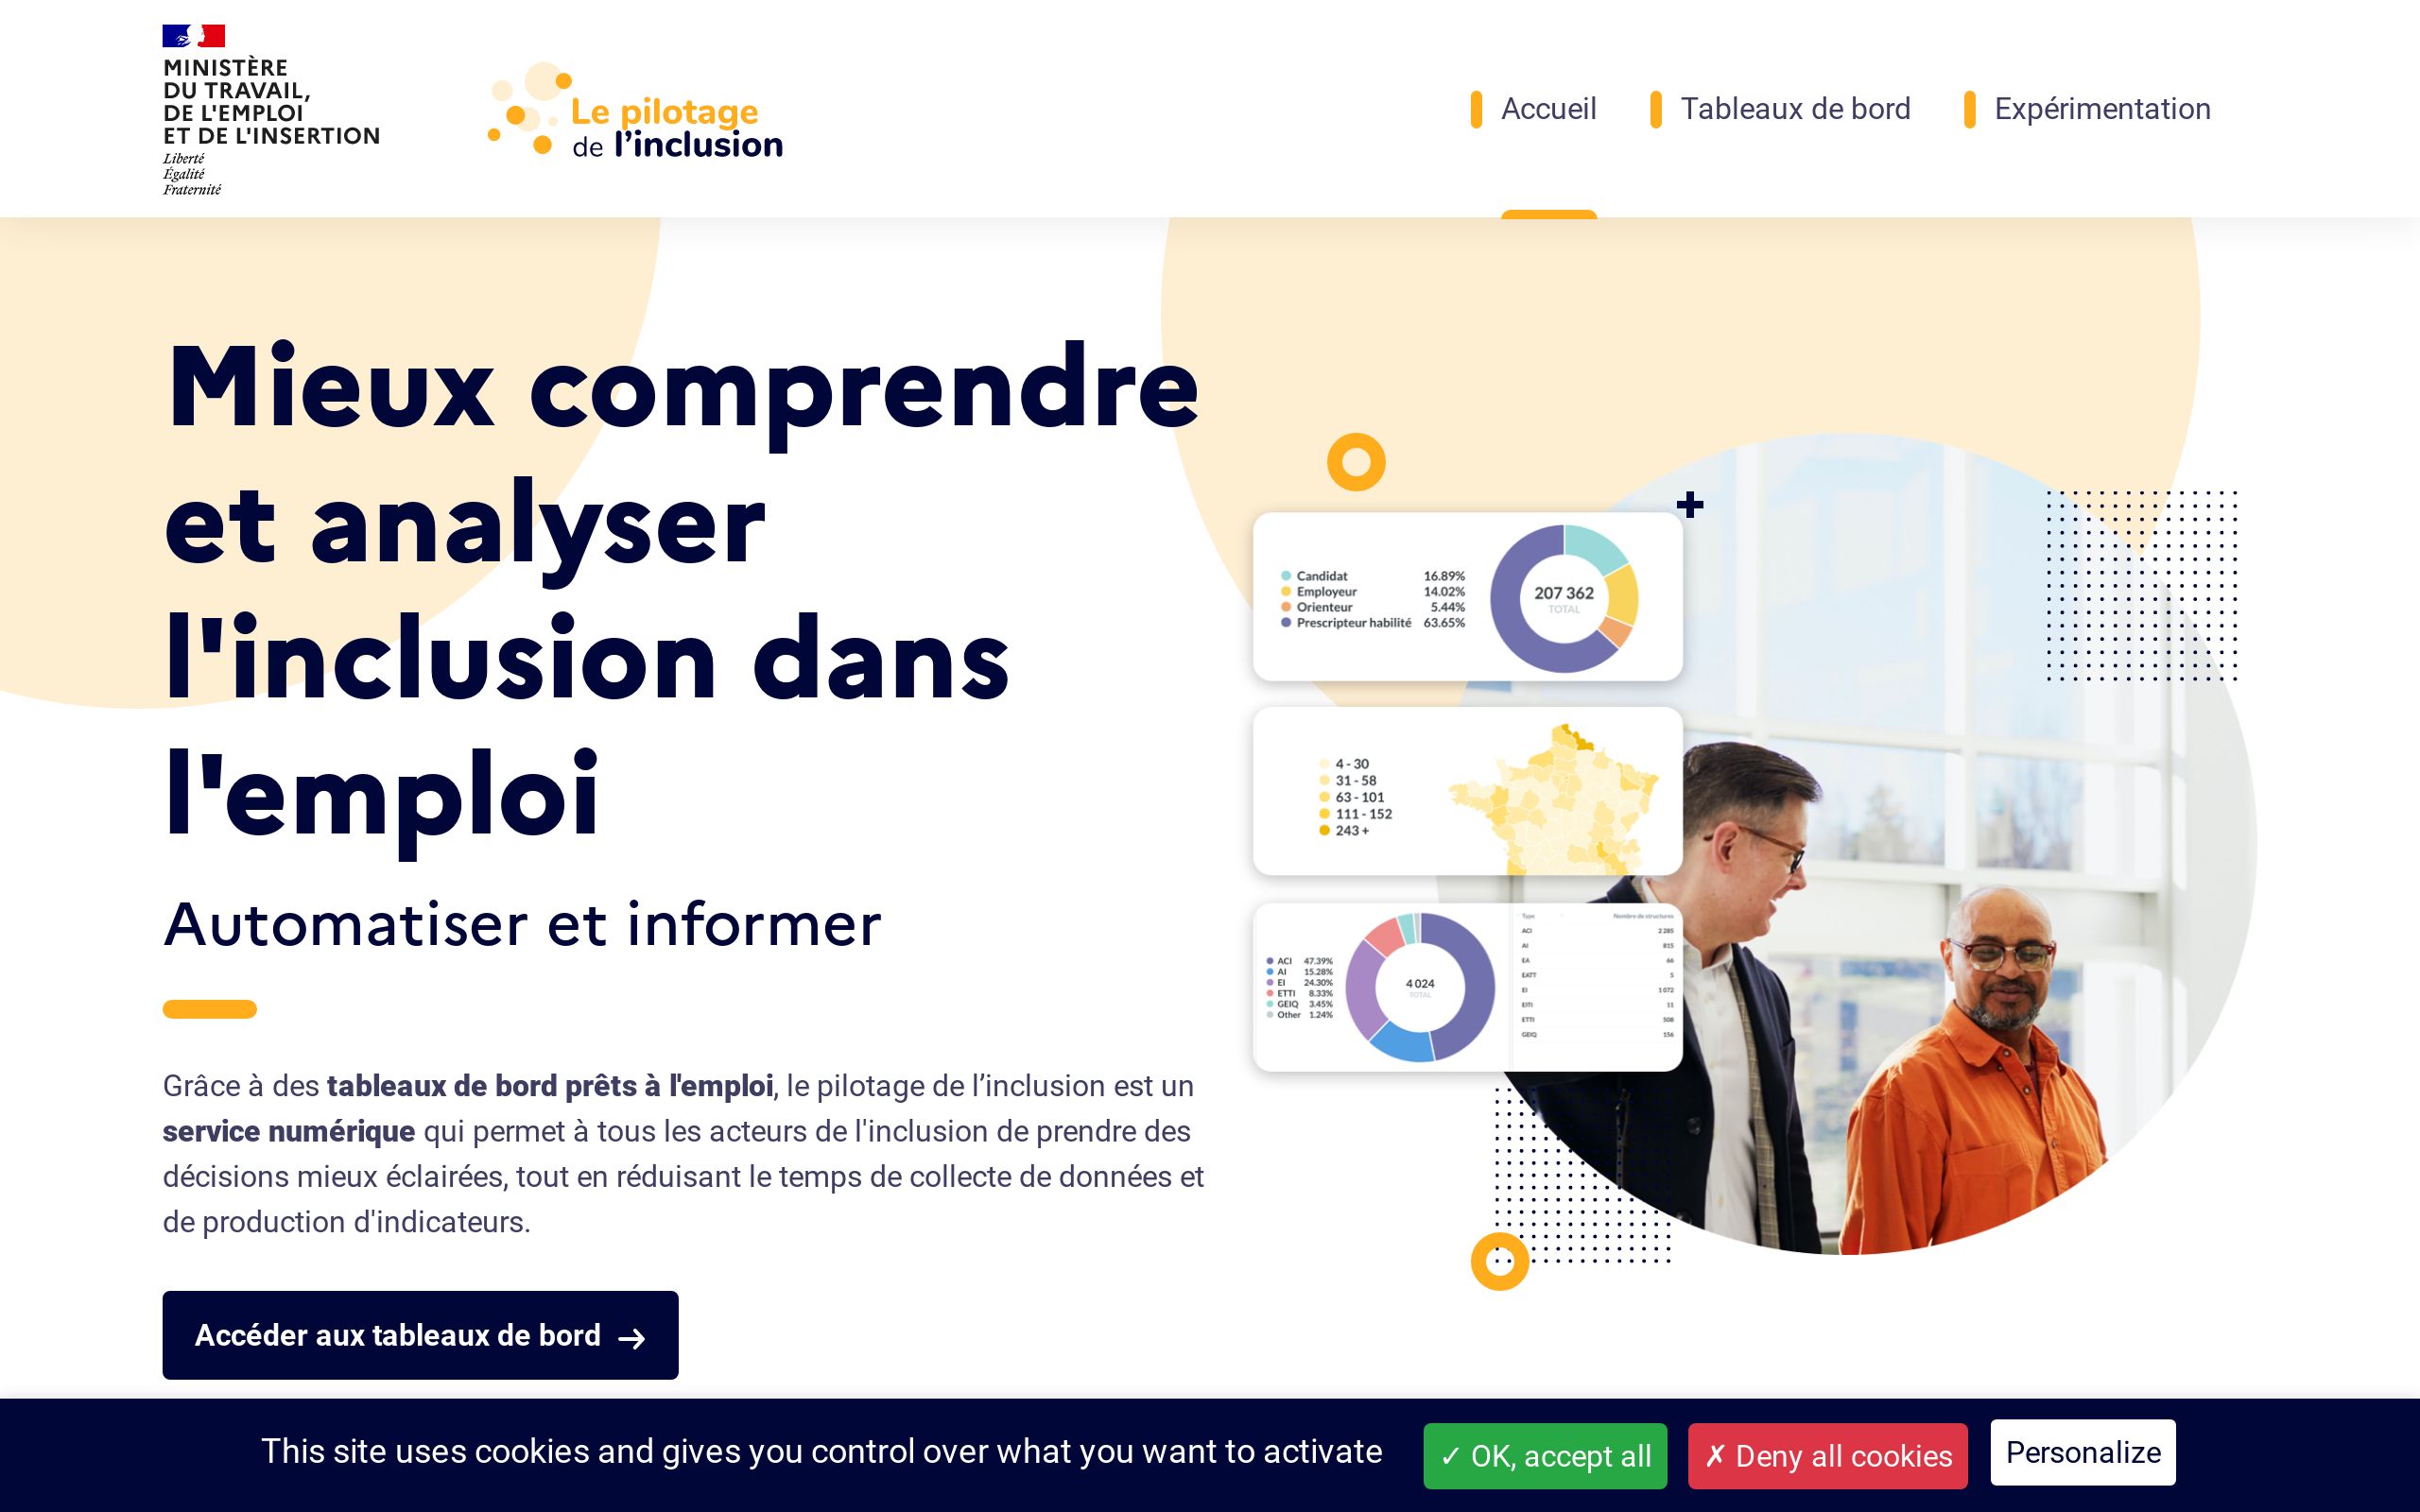 MINISTÈRE
DU TRAVAIL,
DE L'EMPLOI
ET DE L'INSERTION
Liberté
Égalité
Fraternité
Le pilotage
de l’inclusion
Accueil
Tableaux de bord
Expérimentation
Mieux comprendre
et analyser
l'inclusion dans
l'emploi
Automatiser et informer
Grâce à des tableaux de bord prêts à l'emploi, le pilotage de l’inclusion est un
service numérique qui permet à tous les acteurs de l'inclusion de prendre des
décisions mieux éclairées, tout en réduisant le temps de collecte de données et
de production d'indicateurs.
Accéder aux tableaux de bord →
Candidat 16.89%
Employeur 14.02%
Orienteur 5.44%
Prescripteur habilité 63.65%
207 362
TOTAL
4 - 30
31 - 58
63 - 101
111 - 152
243 +
ACI 47.39%
AI 15.28%
EI 24.30%
ETTI 8.33%
GEIQ 3.45%
Other 1.24%
4 024
TOTAL
Type Nombre de structures
ACI 2 285
AI 815
EA 66
EATT 5
EI 1 072
EITI 11
ETTI 508
GEIQ 156
This site uses cookies and gives you control over what you want to activate
✓ OK, accept all
✗ Deny all cookies
Personalize